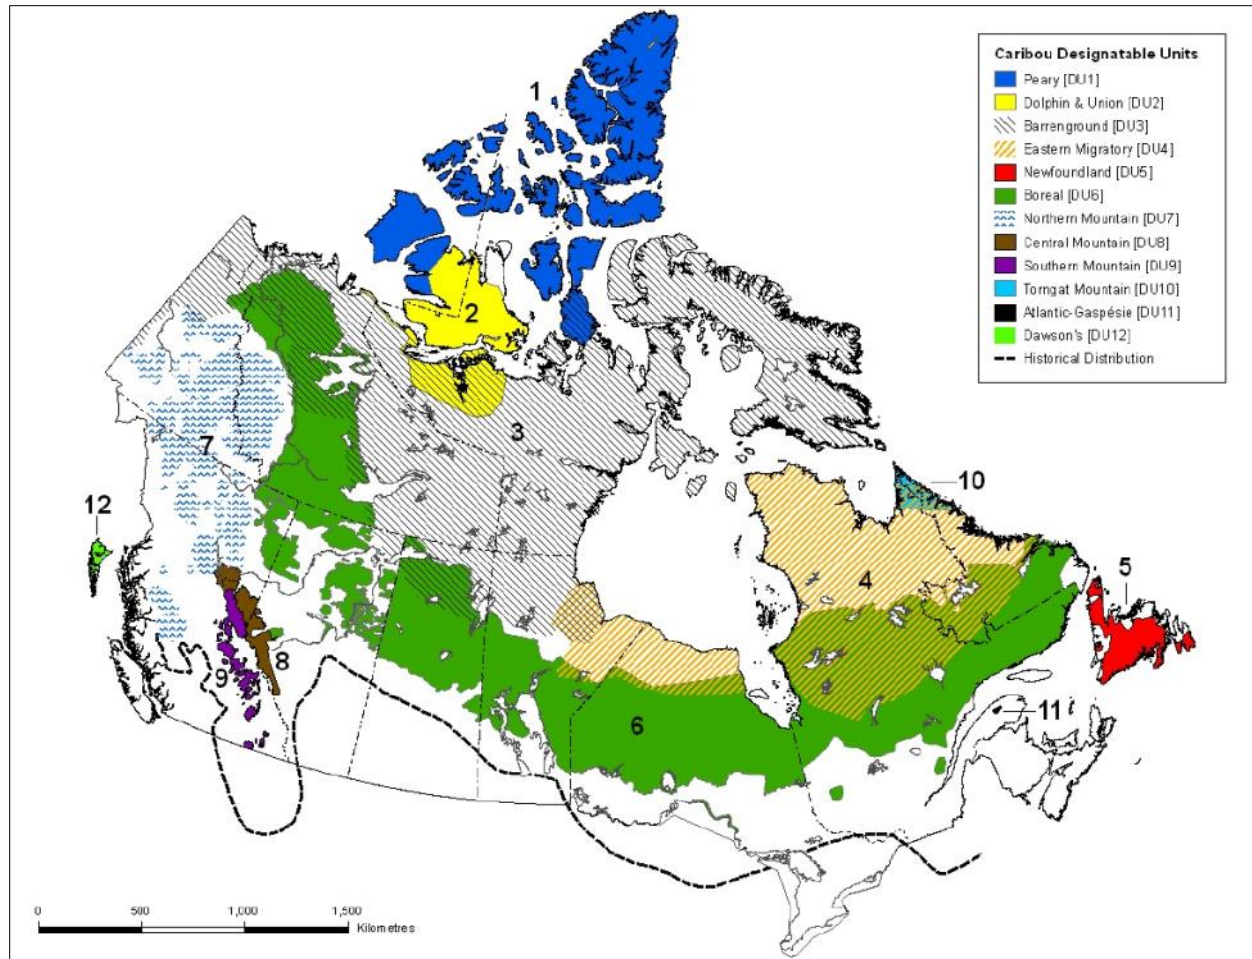 Caribou Designatable Units
Peary [DU1]
Dolphin & Union [DU2]
Barrenground [DU3]
Eastern Migratory [DU4]
Newfoundland [DU5]
Boreal [DU6]
Northern Mountain [DU7]
Central Mountain [DU8]
Southern Mountain [DU9]
Torngat Mountain [DU10]
Atlantic-Gaspésie [DU11]
Dawson's [DU12]
Historical Distribution
1
2
3
7
10
12
4
5
8
9
11
6
0 500 1,000 1,500
Kilometres